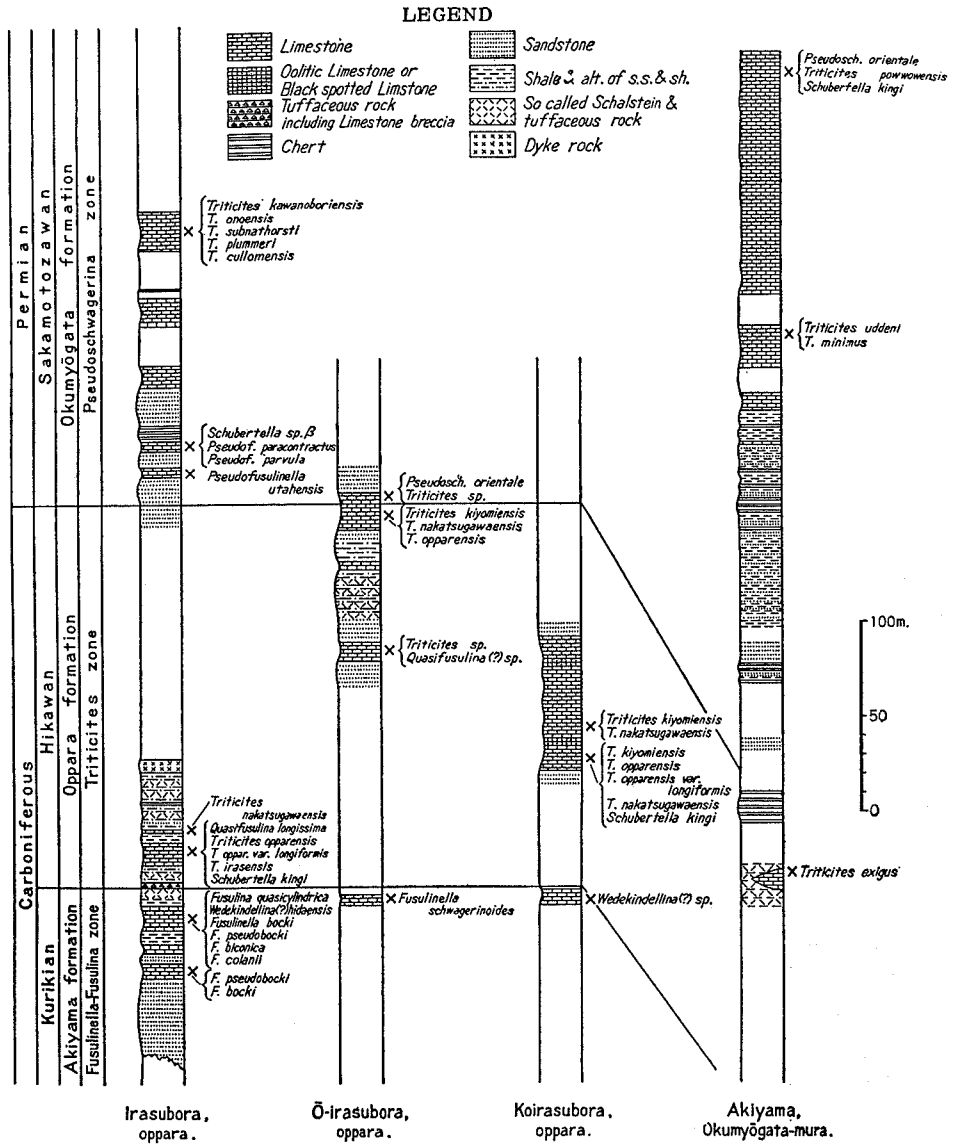 LEGEND
Limestone
Oolitic Limestone or
Black spotted Limstone
Tuffaceous rock
including Limestone breccia
Chert
Sandstone
Shale & alt. of s.s. & sh.
So called Schalstein &
tuffaceous rock
Dyke rock
Permian
Sakamotozawan
Okumyōgata formation
Pseudoschwagerina zone
Carboniferous
Hikawan
Oppara formation
Triticites zone
Kurikian
Akiyama formation
Fusulinella-Fusulina zone
Triticites kawanoboriensis
T. onoensis
T. subnathorsti
T. plummeri
T. cullomensis
Schubertella sp. β
Pseudof. paracontractus
Pseudof. parvula
Pseudofusulinella
utahensis
Triticites
nakatsugawaensis
Quasifusulina longissima
Triticites opparensis
T oppar. var. longiformis
T. irasensis
Schubertella kingi
Fusulina quasicylindrica
Wedekindellina(?)hidaensis
Fusulinella bocki
F. pseudobocki
F. biconica
F. colanii
F. pseudobocki
F. bocki
Irasubora,
oppara.
Pseudosch. orientale
Triticites sp.
Triticites kiyomiensis
T. nakatsugawaensis
T. opparensis
Triticites sp.
Quasifusulina(?) sp.
Fusulinella
schwagerinoides
Ō-irasubora,
oppara.
Triticites kiyomiensis
T. nakatsugawaensis
T. kiyomiensis
T. opparensis
T. opparensis var.
longiformis
T. nakatsugawaensis
Schubertella kingi
Wedekindellina(?) sp.
Koirasubora,
oppara.
Pseudosch. orientale
Triticites powwowensis
Schubertella kingi
Triticites uddeni
T. minimus
Triticites exigus
Akiyama,
Okumyōgata-mura.
100m.
50
0